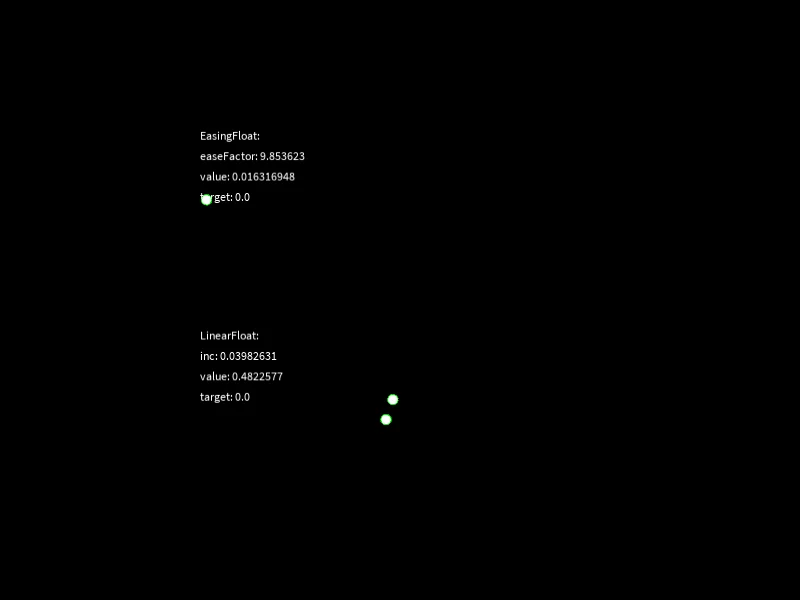 EasingFloat:
easeFactor: 9.853623
value: 0.016316948
target: 0.0
LinearFloat:
inc: 0.03982631
value: 0.4822577
target: 0.0